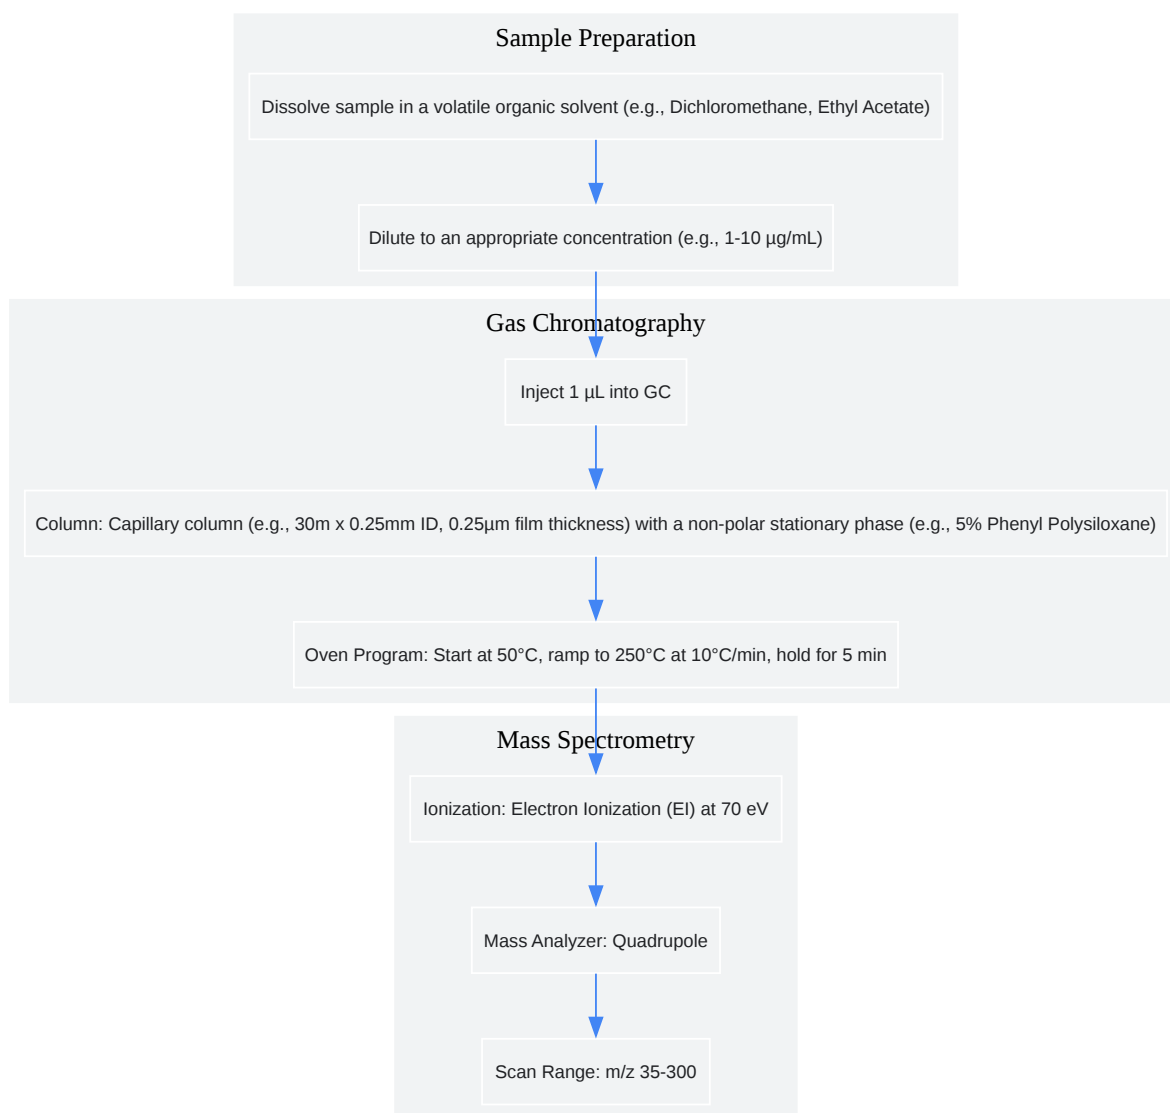 Sample Preparation
Dissolve sample in a volatile organic solvent (e.g., Dichloromethane, Ethyl Acetate)
Dilute to an appropriate concentration (e.g., 1-10 µg/mL)
Gas Chromatography
Inject 1 µL into GC
Column: Capillary column (e.g., 30m x 0.25mm ID, 0.25µm film thickness) with a non-polar stationary phase (e.g., 5% Phenyl Polysiloxane)
Oven Program: Start at 50°C, ramp to 250°C at 10°C/min, hold for 5 min
Mass Spectrometry
Ionization: Electron Ionization (EI) at 70 eV
Mass Analyzer: Quadrupole
Scan Range: m/z 35-300